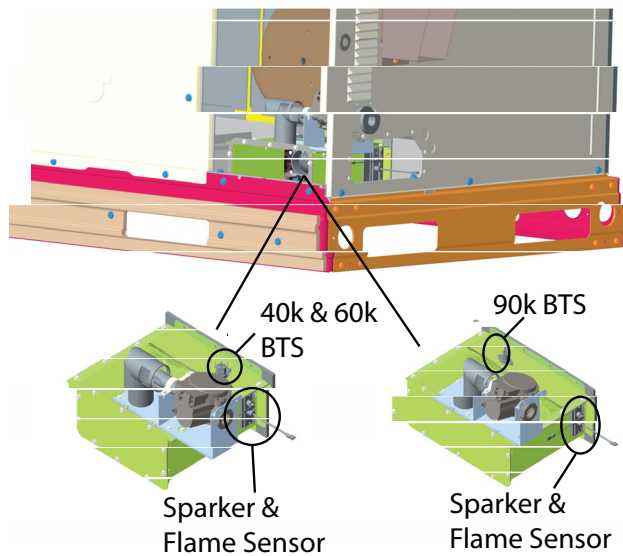 40k & 60k
BTS
90k BTS
Sparker &
Flame Sensor
Sparker &
Flame Sensor